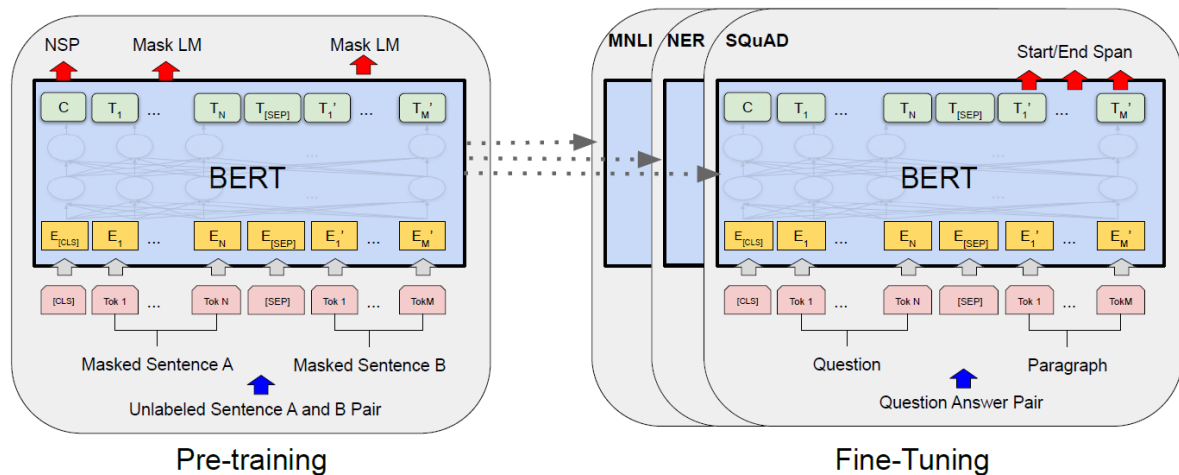 NSP Mask LM Mask LM
C T1 ... TN T[SEP] T1' ... TM'
...
BERT
...
E[CLS] E1 ... EN E[SEP] E1' ... EM'
[CLS] Tok 1 ... Tok N [SEP] Tok 1 ... TokM
Masked Sentence A Masked Sentence B
Unlabeled Sentence A and B Pair
Pre-training
MNLI NER SQuAD
Start/End Span
C T1 ... TN T[SEP] T1' ... TM'
...
BERT
...
E[CLS] E1 ... EN E[SEP] E1' ... EM'
[CLS] Tok 1 ... Tok N [SEP] Tok 1 ... TokM
Question Paragraph
Question Answer Pair
Fine-Tuning